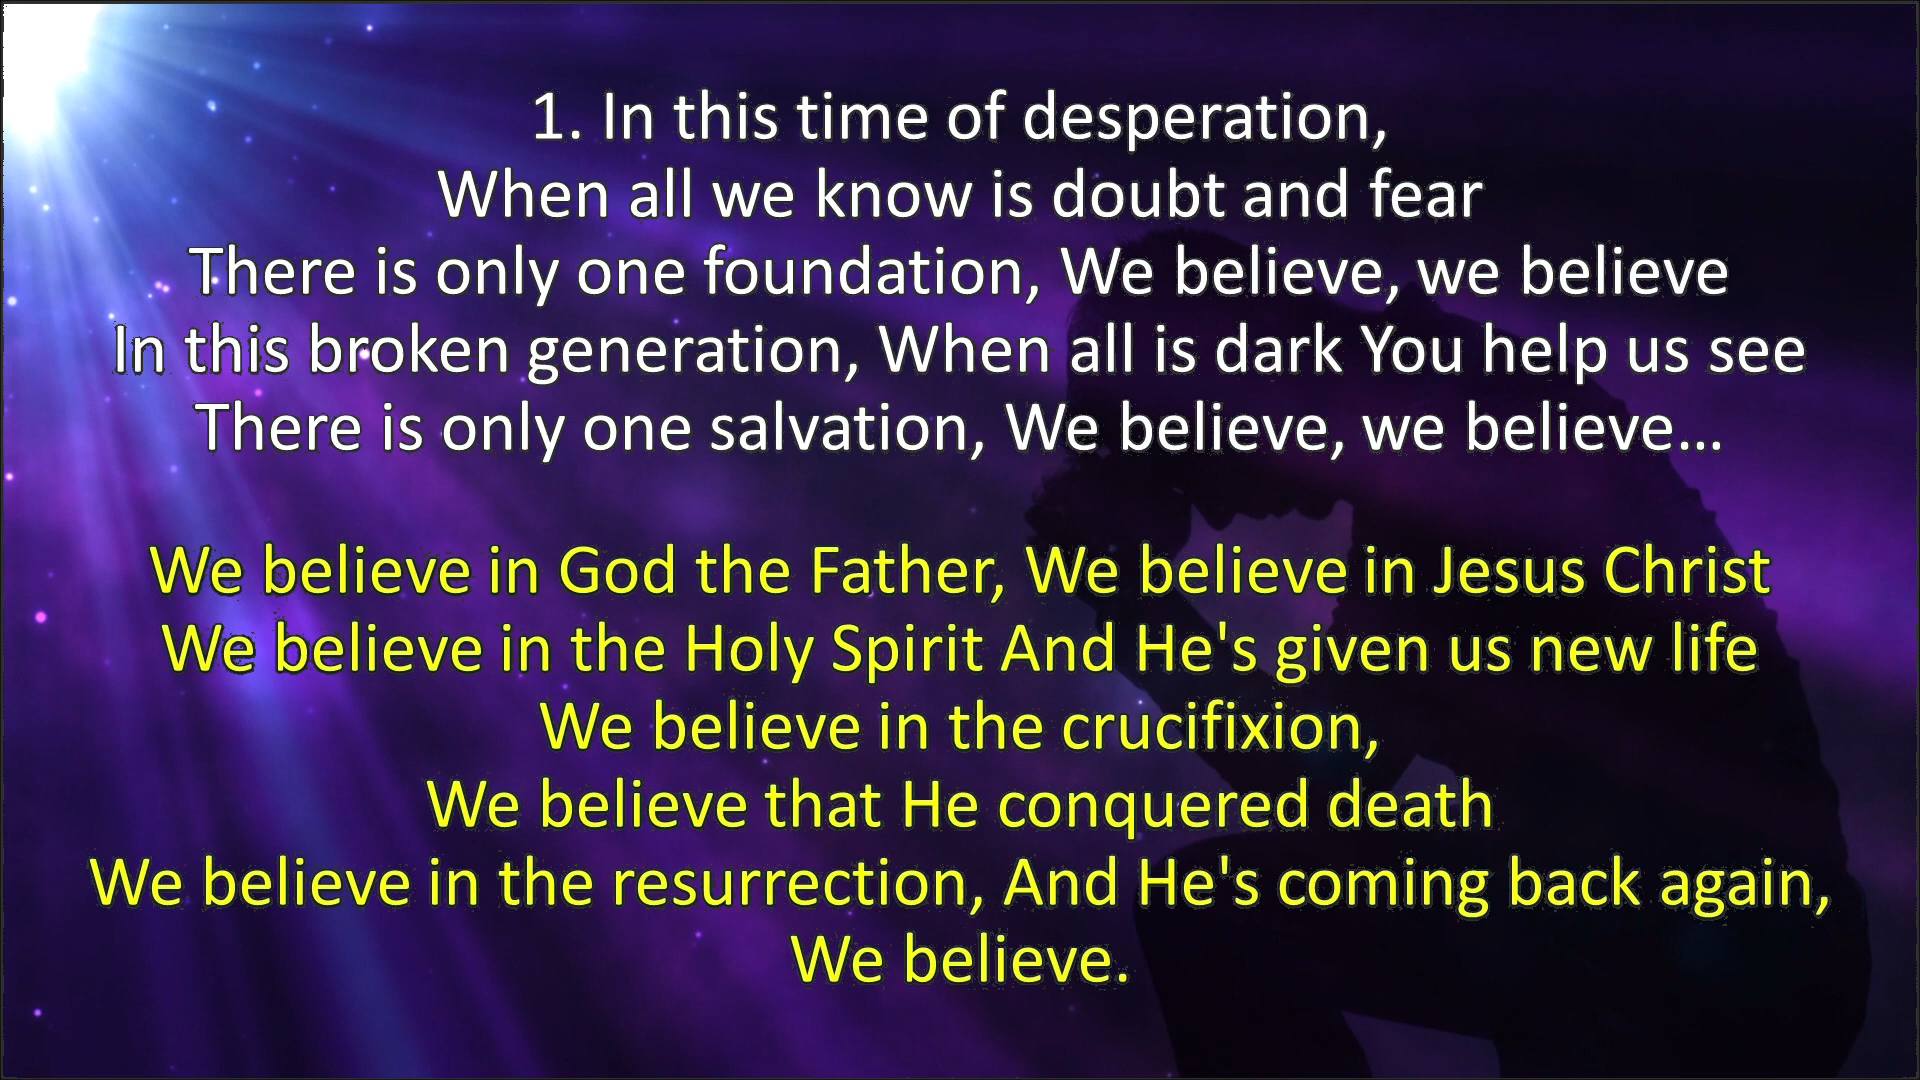 1. In this time of desperation,
When all we know is doubt and fear
There is only one foundation, We believe, we believe
In this broken generation, When all is dark You help us see
There is only one salvation, We believe, we believe...
We believe in God the Father, We believe in Jesus Christ
We believe in the Holy Spirit And He's given us new life
We believe in the crucifixion,
We believe that He conquered death
We believe in the resurrection, And He's coming back again,
We believe.